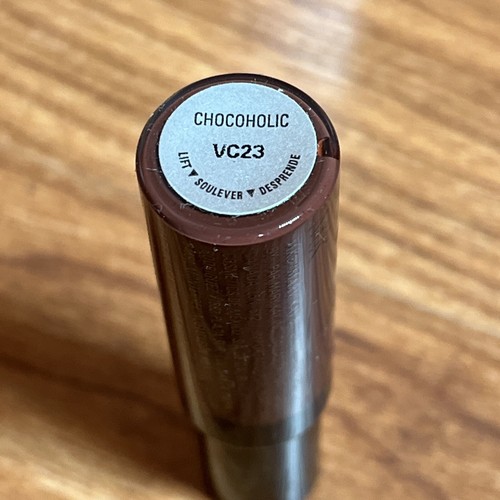 CHOCOHOLIC
VC23
LIFT ▼ SOULEVER ▼ DESPRENDE